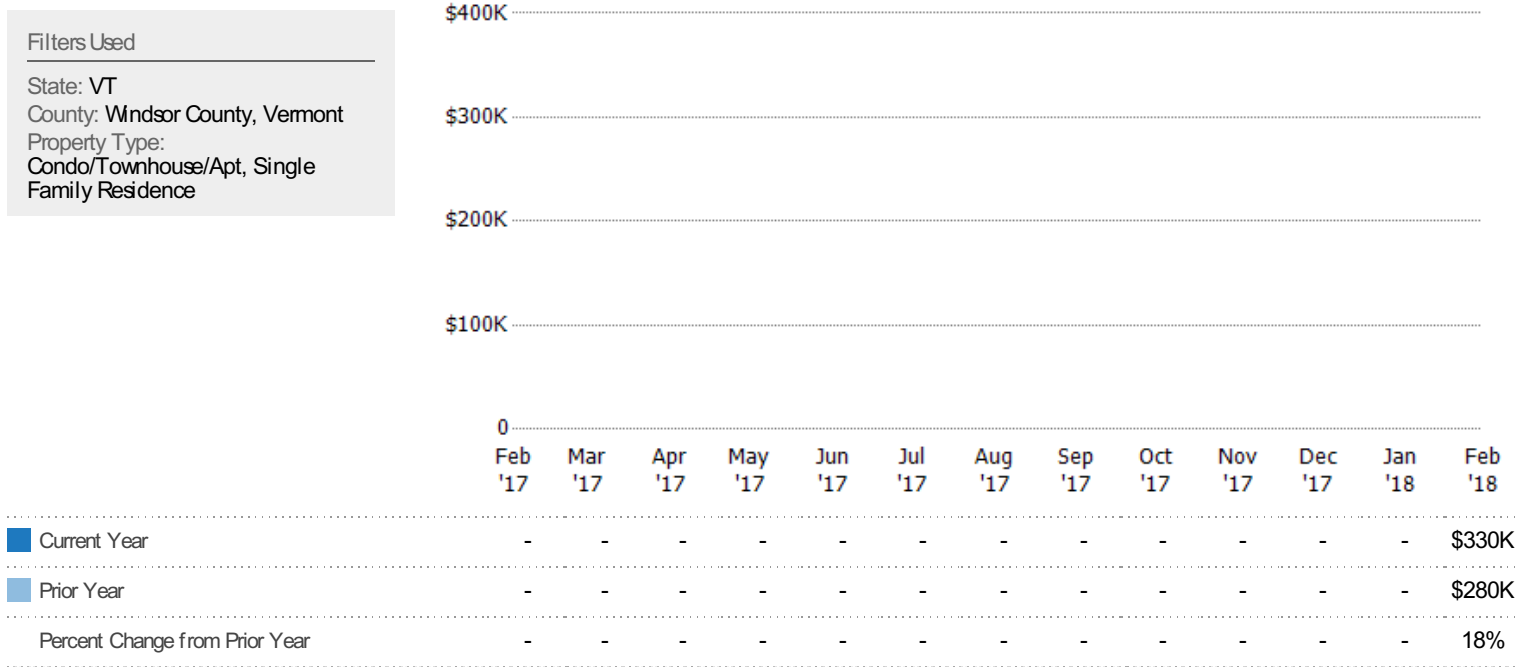 Filters Used
State: VT
County: Windsor County, Vermont
Property Type:
Condo/Townhouse/Apt, Single
Family Residence
$400K
$300K
$200K
$100K
0
Feb Mar Apr May Jun Jul Aug Sep Oct Nov Dec Jan Feb
'17 '17 '17 '17 '17 '17 '17 '17 '17 '17 '17 '18 '18
Current Year - - - - - - - - - - - - $330K
Prior Year - - - - - - - - - - - - $280K
Percent Change from Prior Year - - - - - - - - - - - - 18%